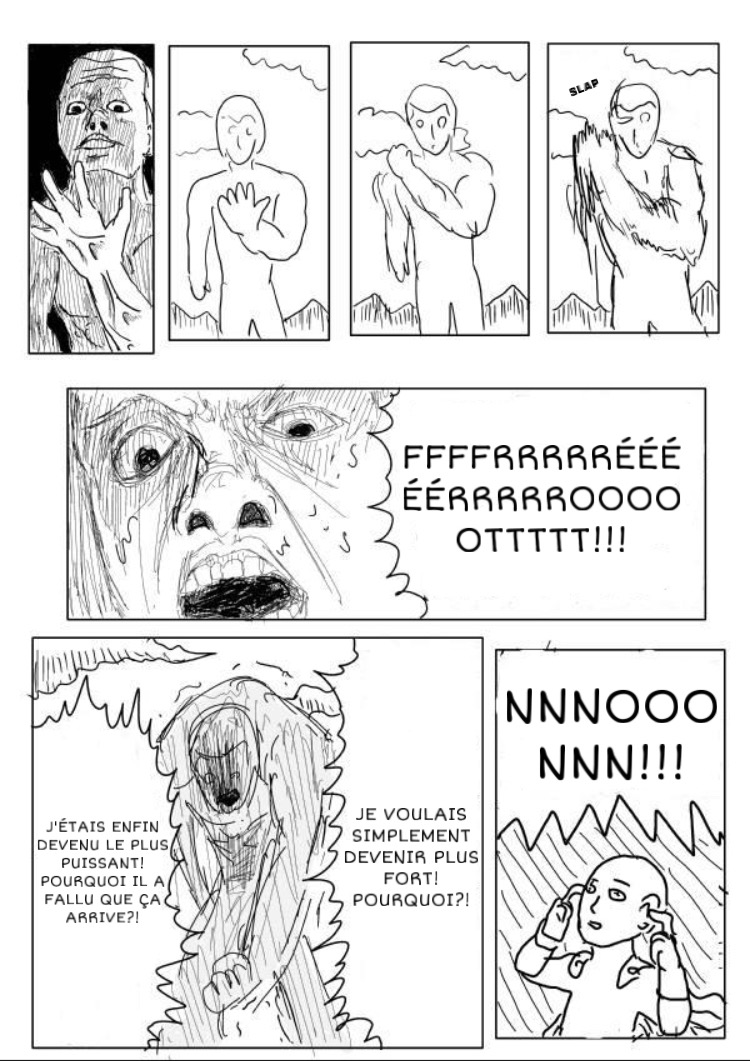 SLAP
FFFFRRRRRÉÉÉ
ÉÉRRRRROOOO
OTTTTT!!!
J'ÉTAIS ENFIN
DEVENU LE PLUS
PUISSANT!
POURQUOI IL A
FALLU QUE ÇA
ARRIVE?!
JE VOULAIS
SIMPLEMENT
DEVENIR PLUS
FORT!
POURQUOI?!
NNNOOO
NNN!!!